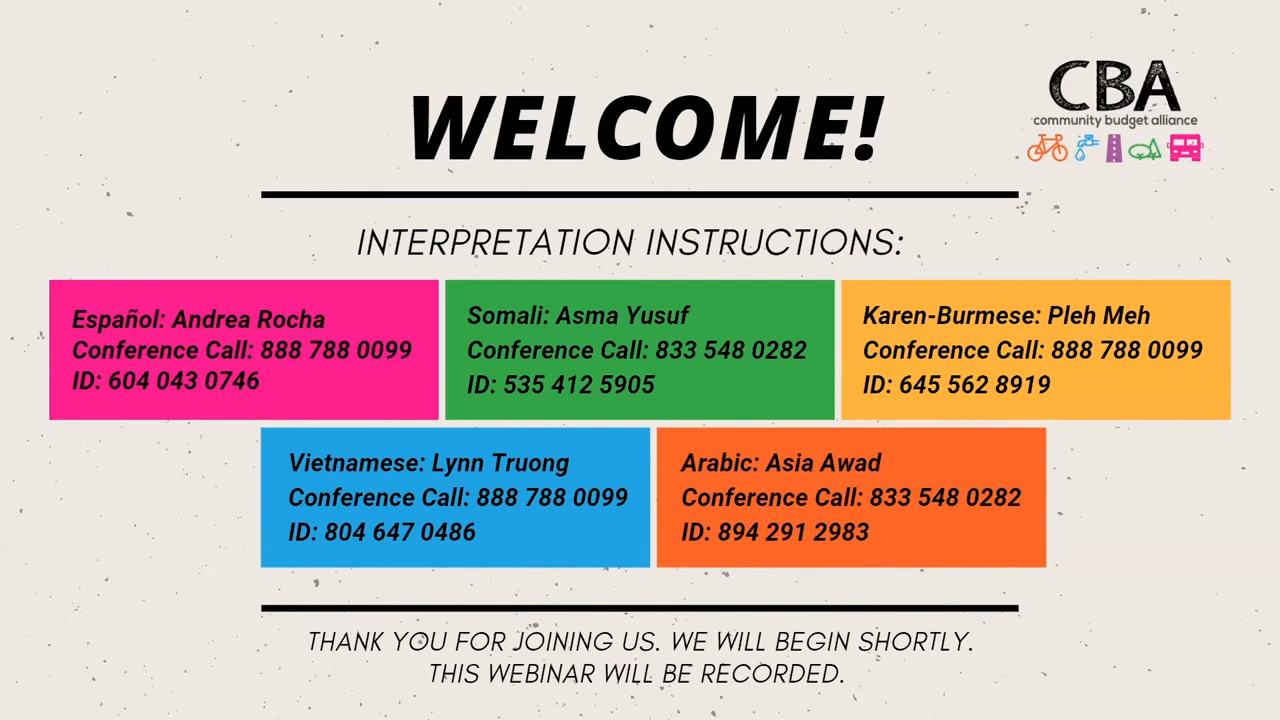 CBA
community budget alliance
WELCOME!
INTERPRETATION INSTRUCTIONS:
Español: Andrea Rocha
Conference Call: 888 788 0099
ID: 604 043 0746
Somali: Asma Yusuf
Conference Call: 833 548 0282
ID: 535 412 5905
Karen-Burmese: Pleh Meh
Conference Call: 888 788 0099
ID: 645 562 8919
Vietnamese: Lynn Truong
Conference Call: 888 788 0099
ID: 804 647 0486
Arabic: Asia Awad
Conference Call: 833 548 0282
ID: 894 291 2983
THANK YOU FOR JOINING US. WE WILL BEGIN SHORTLY.
THIS WEBINAR WILL BE RECORDED.